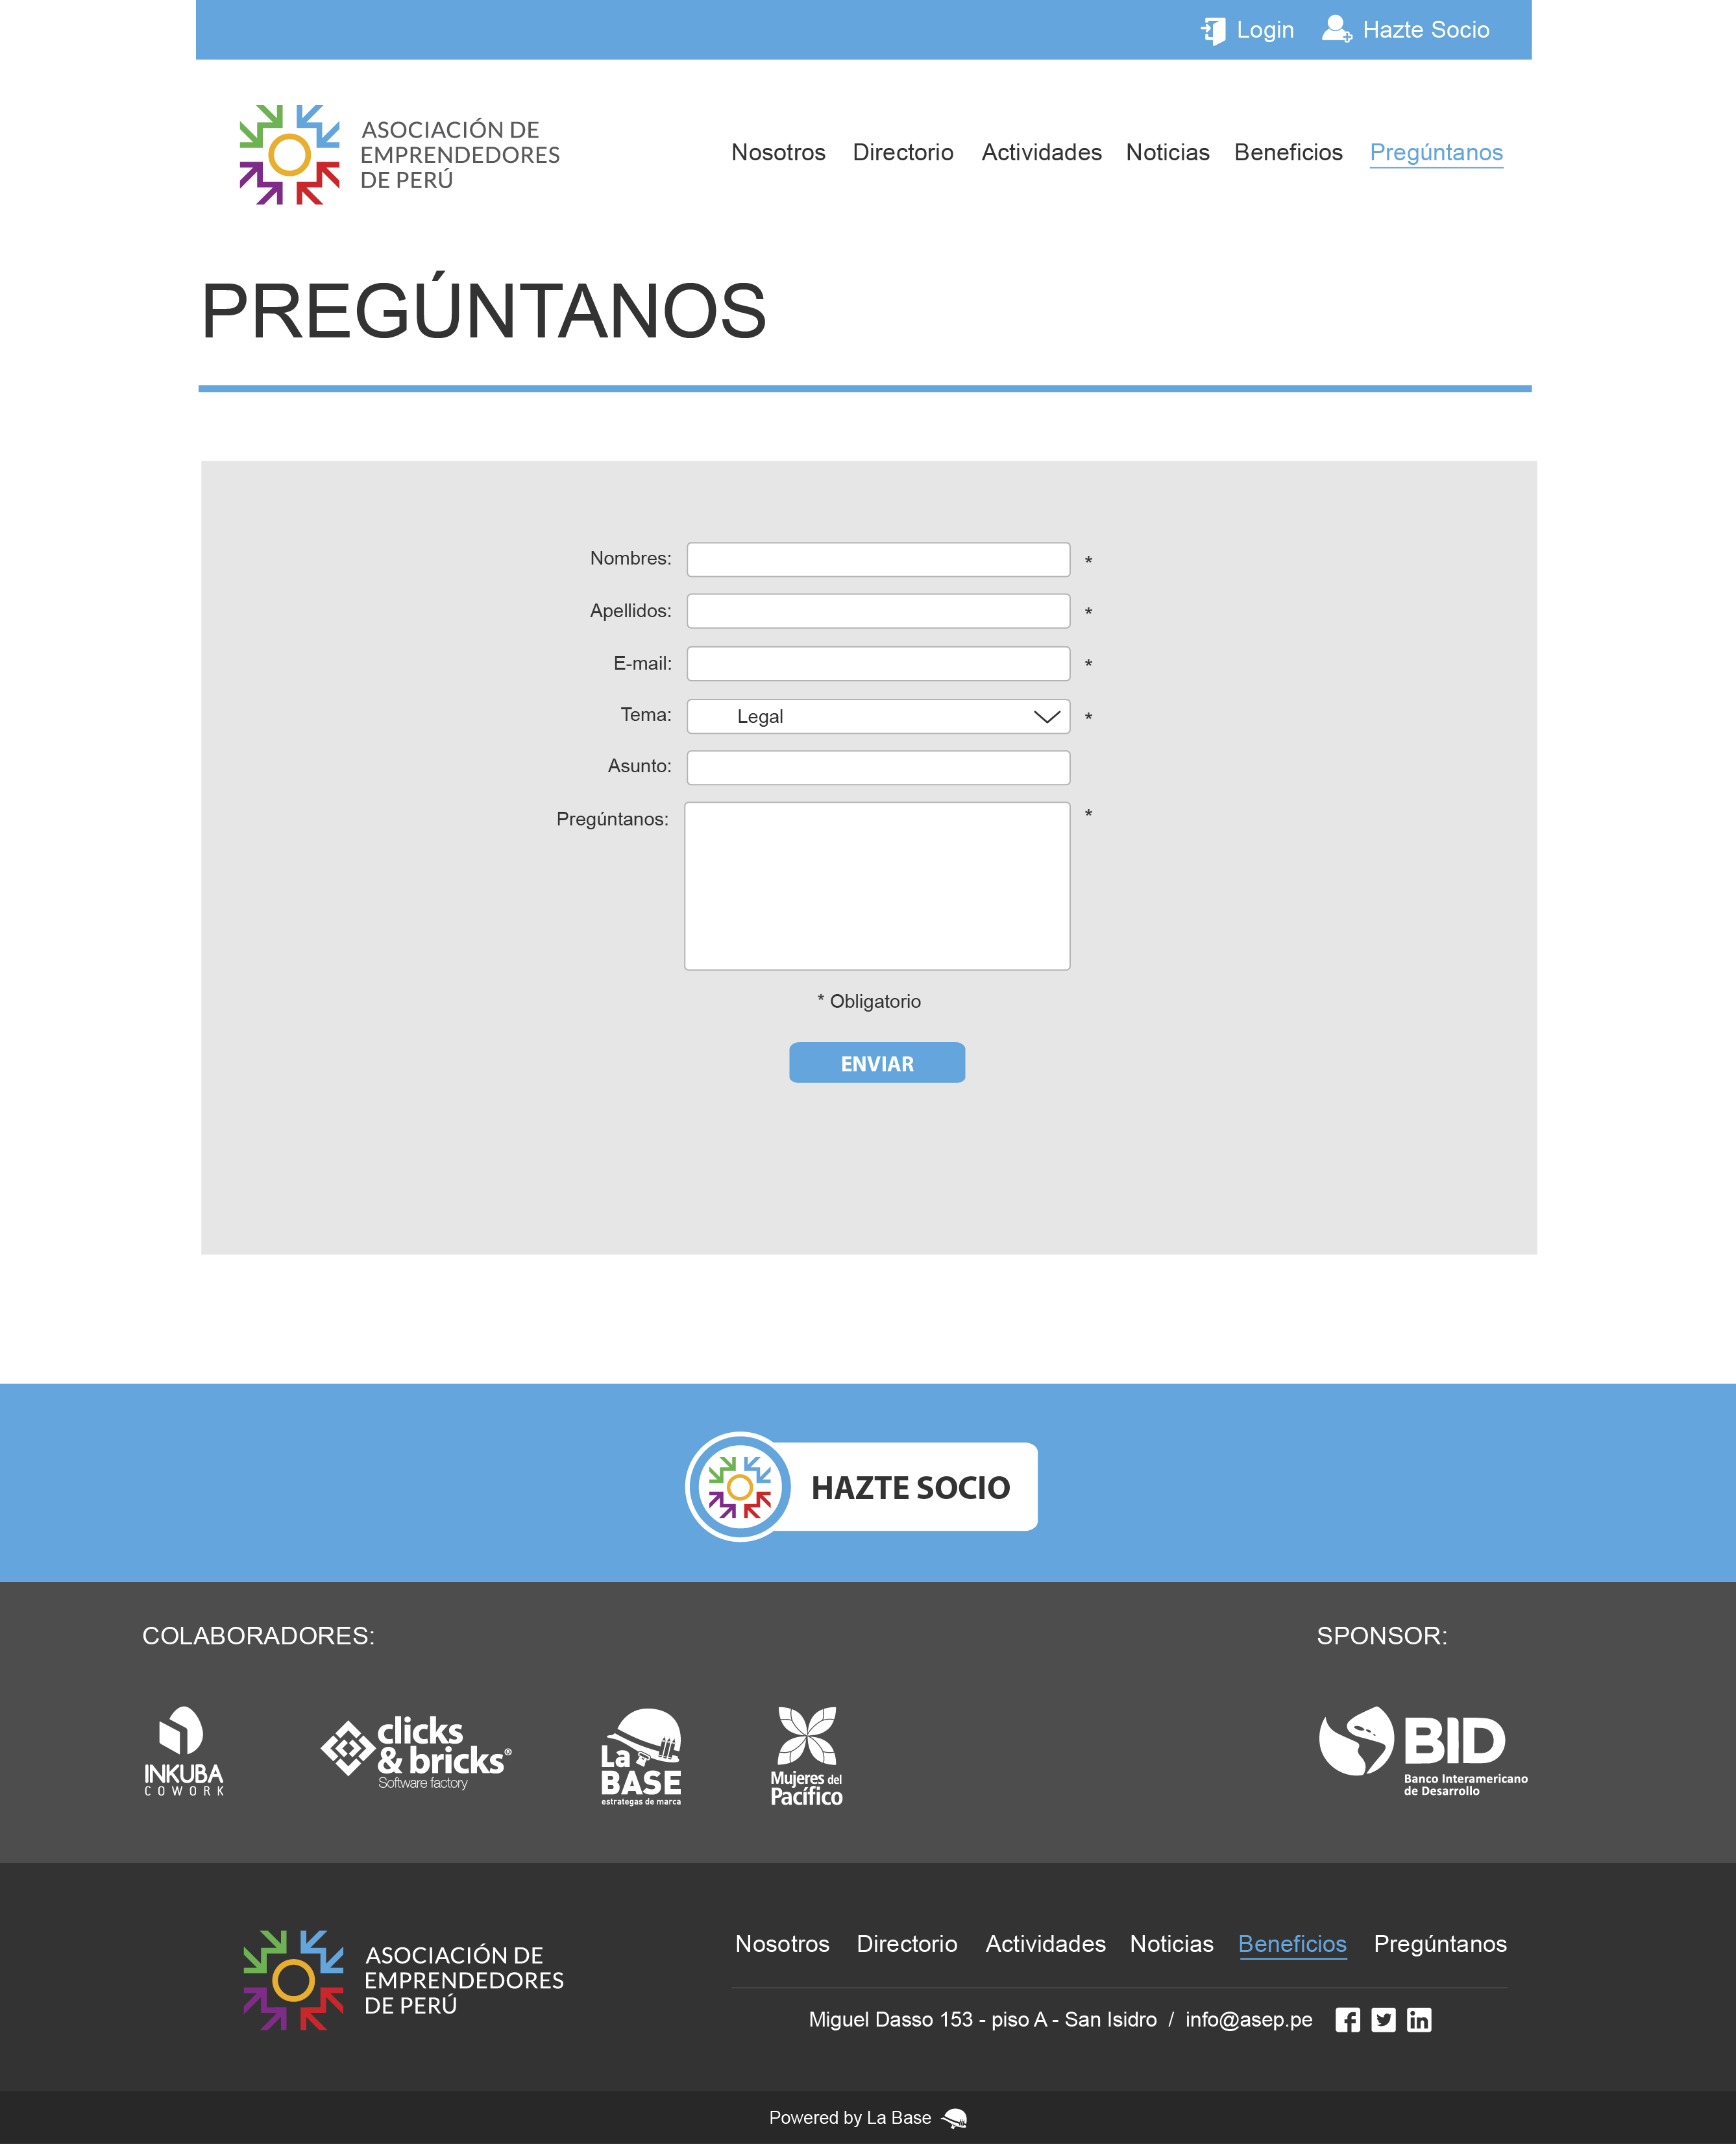 Login Hazte Socio
ASOCIACIÓN DE
EMPRENDEDORES
DE PERÚ
Nosotros Directorio Actividades Noticias Beneficios Pregúntanos
PREGÚNTANOS
Nombres: *
Apellidos: *
E-mail: *
Tema: Legal *
Asunto:
Pregúntanos: *
* Obligatorio
ENVIAR
HAZTE SOCIO
COLABORADORES:
SPONSOR:
INKUBA
COWORK
clicks
& bricks®
Software factory
La
BASE
estrategas de marca
Mujeres del
Pacífico
BID
Banco Interamericano
de Desarrollo
ASOCIACIÓN DE
EMPRENDEDORES
DE PERÚ
Nosotros Directorio Actividades Noticias Beneficios Pregúntanos
Miguel Dasso 153 - piso A - San Isidro / info@asep.pe
Powered by La Base